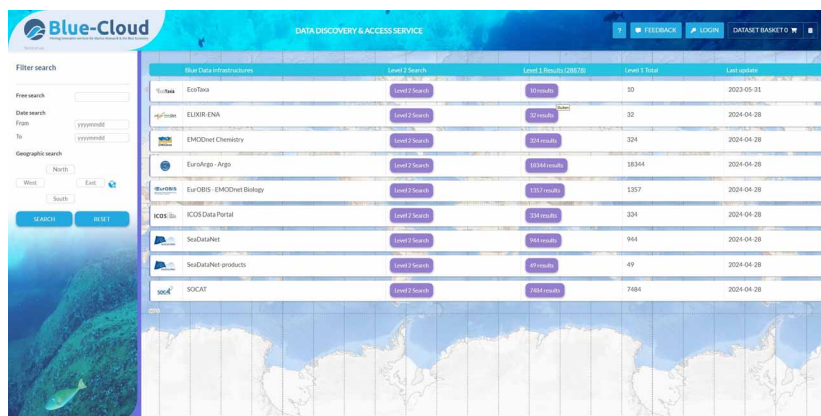 Blue-Cloud
DATA DISCOVERY & ACCESS SERVICE
?
FEEDBACK
LOGIN
DATASET BASKET 0
Filter search
Free search
Date search
From
yyyymmdd
To
yyyymmdd
Geographic search
North
West
East
South
SEARCH
RESET
Blue Data infrastructures Level 2 Search Level 1 Results (28878) Level 1 Total Last update
EcoTaxa EcoTaxa Level 2 Search 10 results 10 2023-05-31
ELIXIR-ENA Level 2 Search 32 results 32 2024-04-28
EMODnet Chemistry Level 2 Search 324 results 324 2024-04-28
EuroArgo - Argo Level 2 Search 18344 results 18344 2024-04-28
EurOBIS EurOBIS - EMODnet Biology Level 2 Search 1357 results 1357 2024-04-28
ICOS ICOS Data Portal Level 2 Search 334 results 334 2024-04-28
SeaDataNet Level 2 Search 944 results 944 2024-04-28
SeaDataNet-products Level 2 Search 49 results 49 2024-04-28
SOCAT SOCAT Level 2 Search 7484 results 7484 2024-04-28